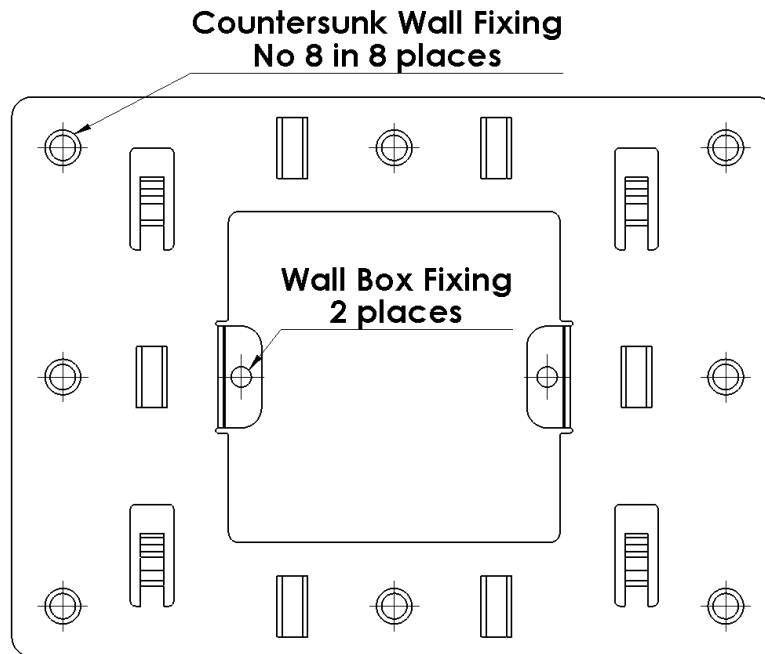 Countersunk Wall Fixing
No 8 in 8 places
Wall Box Fixing
2 places